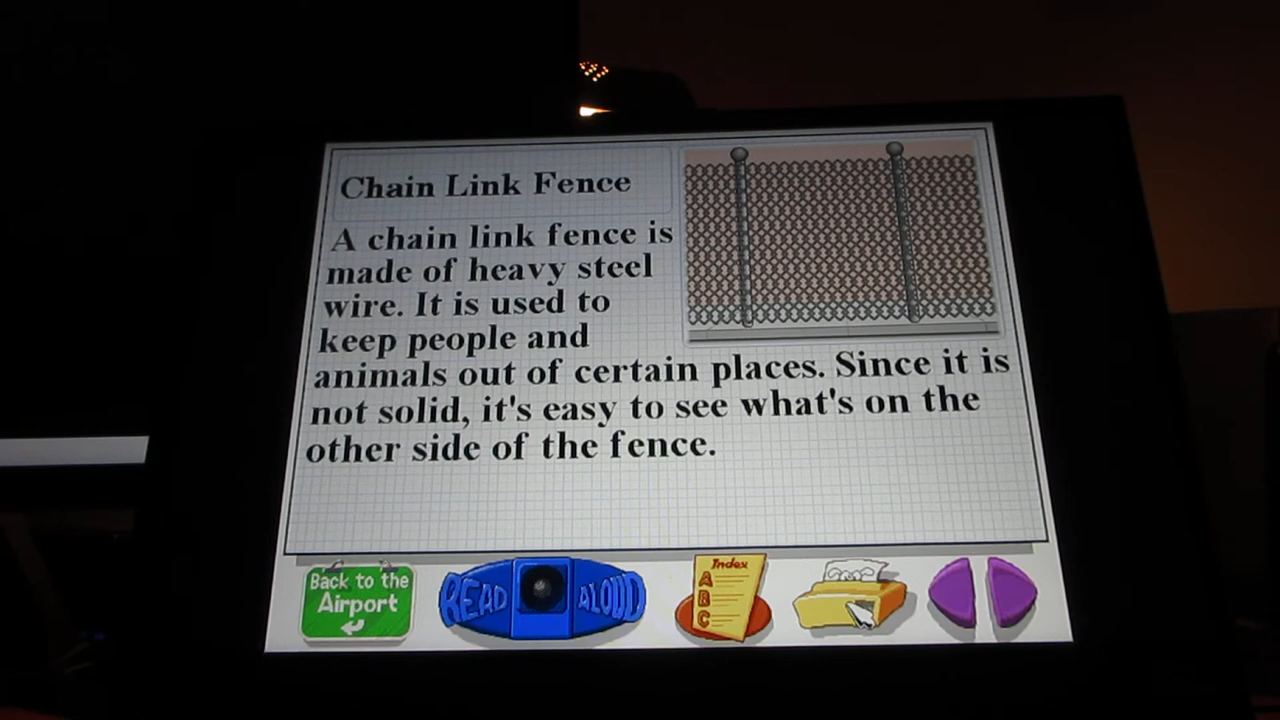 Chain Link Fence
A chain link fence is
made of heavy steel
wire. It is used to
keep people and
animals out of certain places. Since it is
not solid, it's easy to see what's on the
other side of the fence.
Back to the
Airport
READ ALOUD
Index
A
B
C